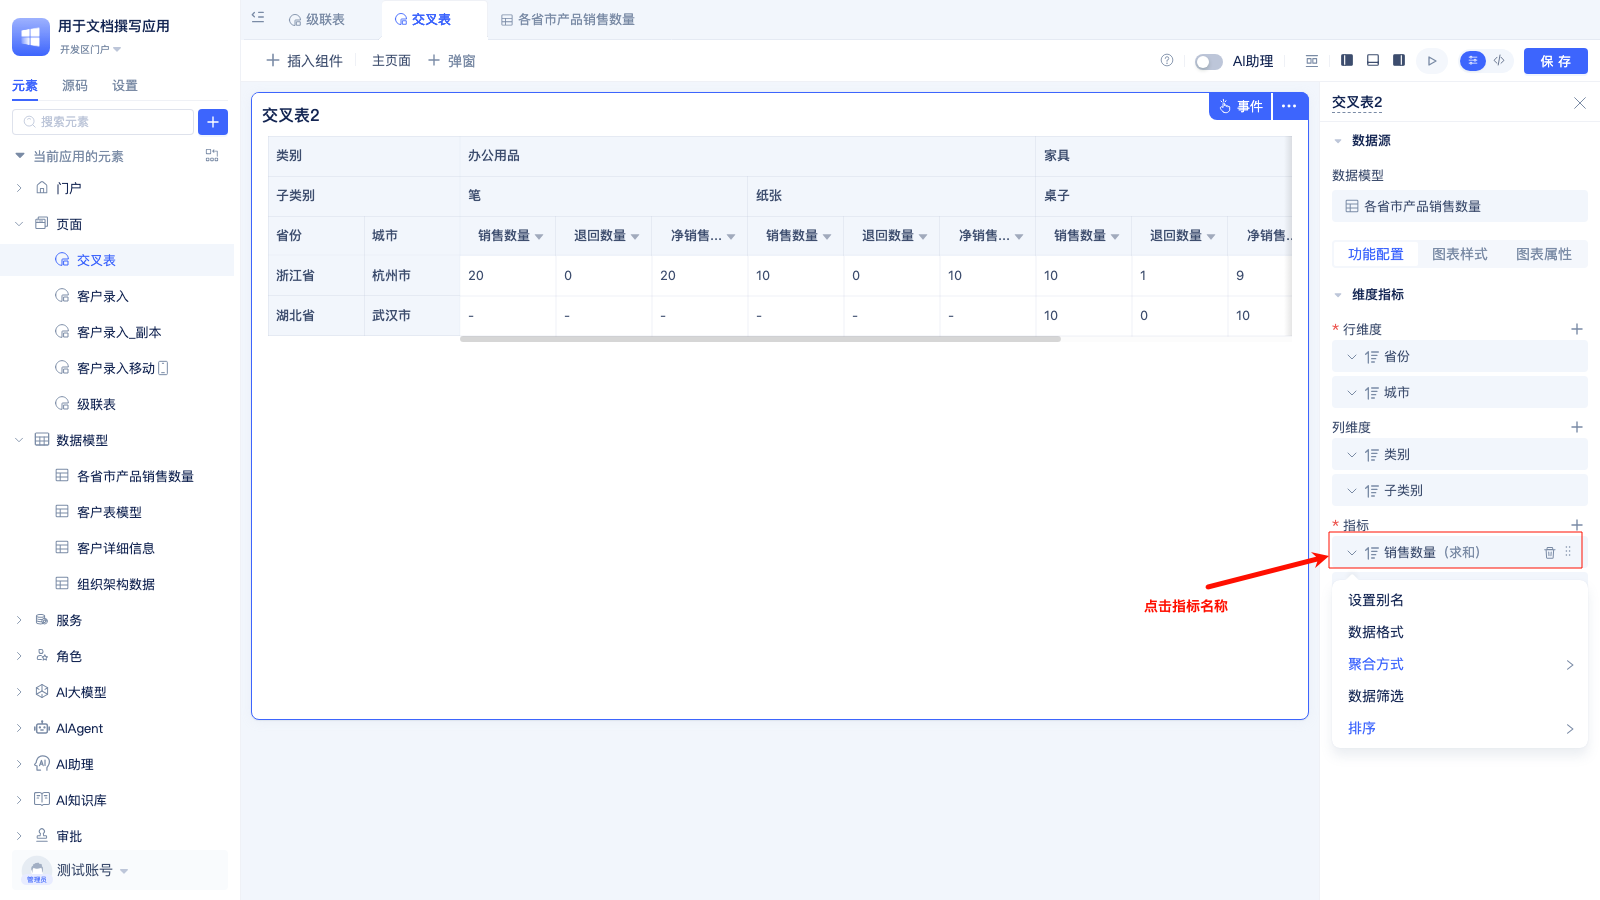 用于文档撰写应用
开发区门户
元素 源码 设置
搜索元素
当前应用的元素
门户
页面
交叉表
客户录入
客户录入_副本
客户录入移动
级联表
数据模型
各省市产品销售数量
客户表模型
客户详细信息
组织架构数据
服务
角色
AI大模型
AIAgent
AI助理
AI知识库
审批
管理员
测试账号
级联表 交叉表 各省市产品销售数量
插入组件 主页面 弹窗 AI助理 保存
交叉表2 事件
类别 办公用品 家具
子类别 笔 纸张 桌子
省份 城市 销售数量 退回数量 净销售... 销售数量 退回数量 净销售... 销售数量 退回数量 净销售..
浙江省 杭州市 20 0 20 10 0 10 10 1 9
湖北省 武汉市 - - - - - - 10 0 10
点击指标名称
交叉表2
数据源
数据模型
各省市产品销售数量
功能配置 图表样式 图表属性
维度指标
* 行维度
省份
城市
列维度
类别
子类别
* 指标
销售数量 (求和)
设置别名
数据格式
聚合方式
数据筛选
排序